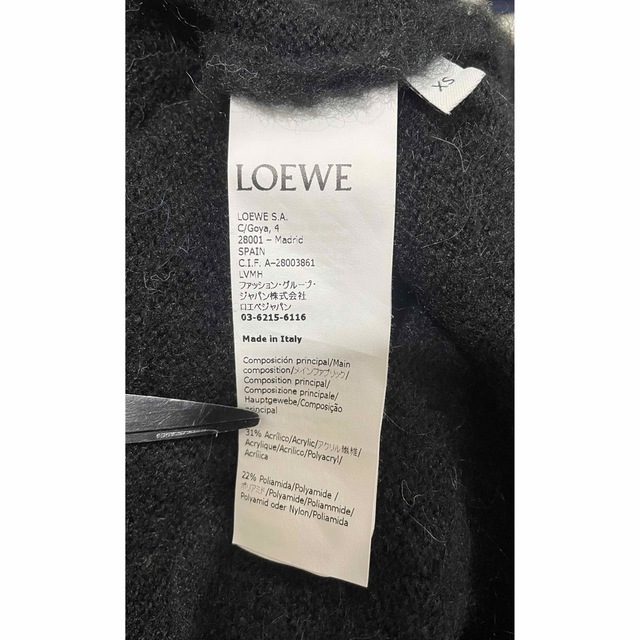 XS
LOEWE
LOEWE S.A.
C/Goya, 4
28001 – Madrid
SPAIN
C.I.F. A–28003861
LVMH
ファッション・グループ・
ジャパン株式会社
ロエベジャパン
03-6215-6116
Made in Italy
Composición principal/Main
composition/メインファブリック/
Composition principal/
Composizione principale/
Hauptgewebe/Composição
principal
31% Acrílico/Acrylic/アクリル繊維/
Acrylique/Acrilico/Polyacryl/
Acrílica
22% Poliamida/Polyamide /
ポリアミド/Polyamide/Poliammide/
Polyamid oder Nylon/Poliamida